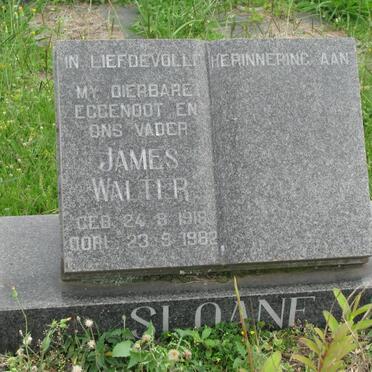 IN LIEFDEVOLLE HERINNERING AAN
MY DIERBARE
EGGENOOT EN
ONS VADER
JAMES
WALTER
GEB. 24.8.1918
OORL. 23.9.1982
SLOANE